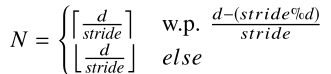 N = { ⌈ d / stride ⌉ w.p. d−(stride%d) / stride
⌊ d / stride ⌋ else